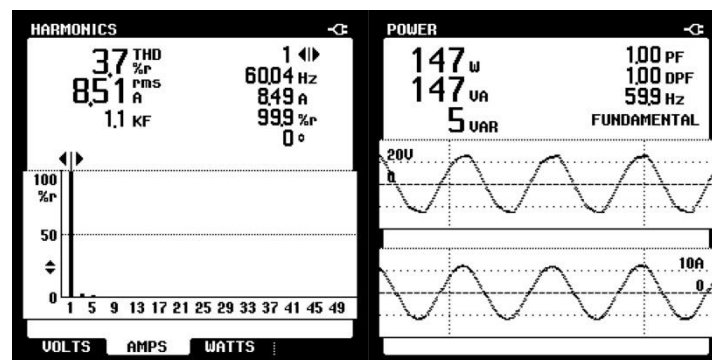 HARMONICS
3.7 THD %r
8.51 rms A
1.1 KF
1
60.04 Hz
8.49 A
99.9 %r
0 °
100
%r
50
0
1 5 9 13 17 21 25 29 33 37 41 45 49
VOLTS AMPS WATTS
POWER
147 W
147 VA
5 VAR
1.00 PF
1.00 DPF
59.9 Hz
FUNDAMENTAL
20V
0
10A
0